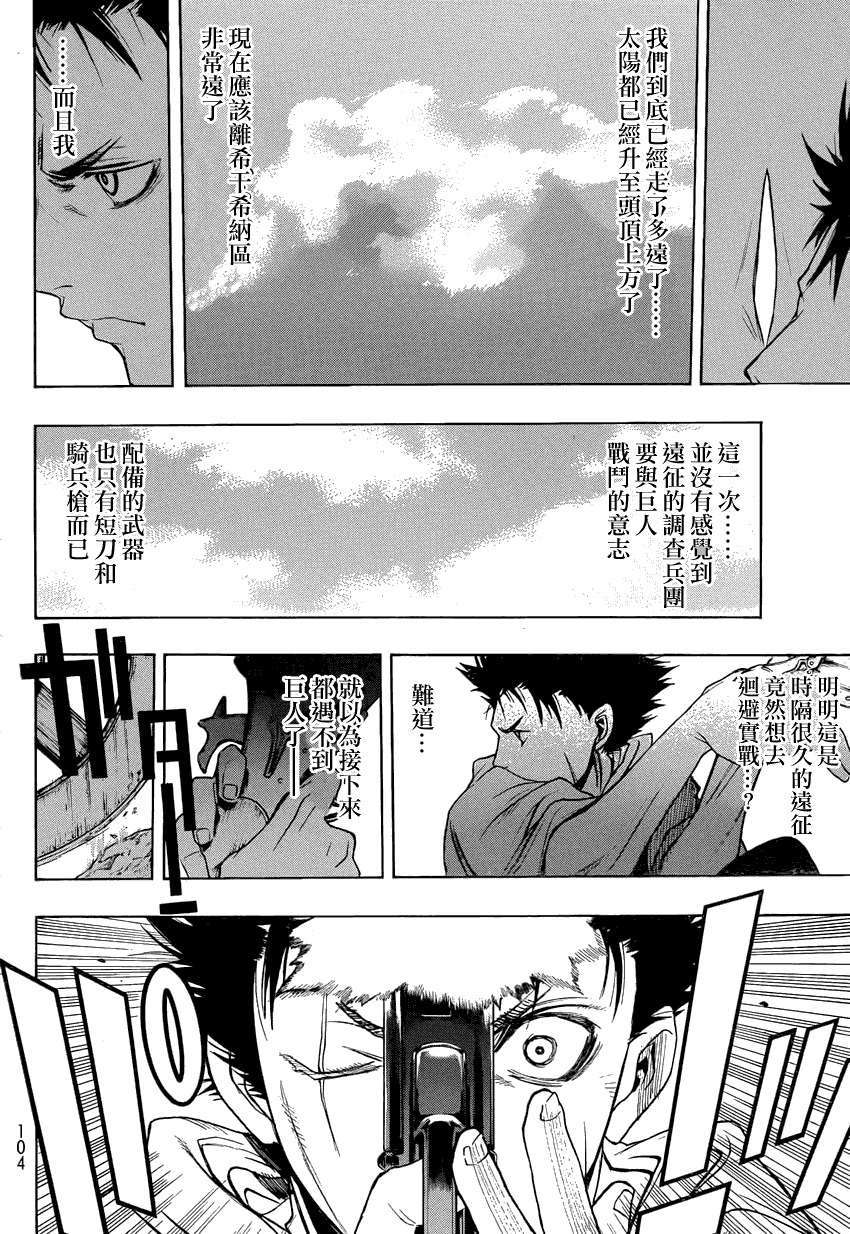 我們到底已經走了多遠了……
太陽都已經升至頭頂上方了
現在應該離希干希納區
非常遠了
……而且我
這一次……
並沒有感覺到
遠征的調查兵團
要與巨人
戰鬥的意志
配備的武器
也只有短刀和
騎兵槍而已
明明這是
時隔很久的遠征
竟然想去
迴避實戰…?
難道…
就以為接下來
都遇不到
巨人了——
104